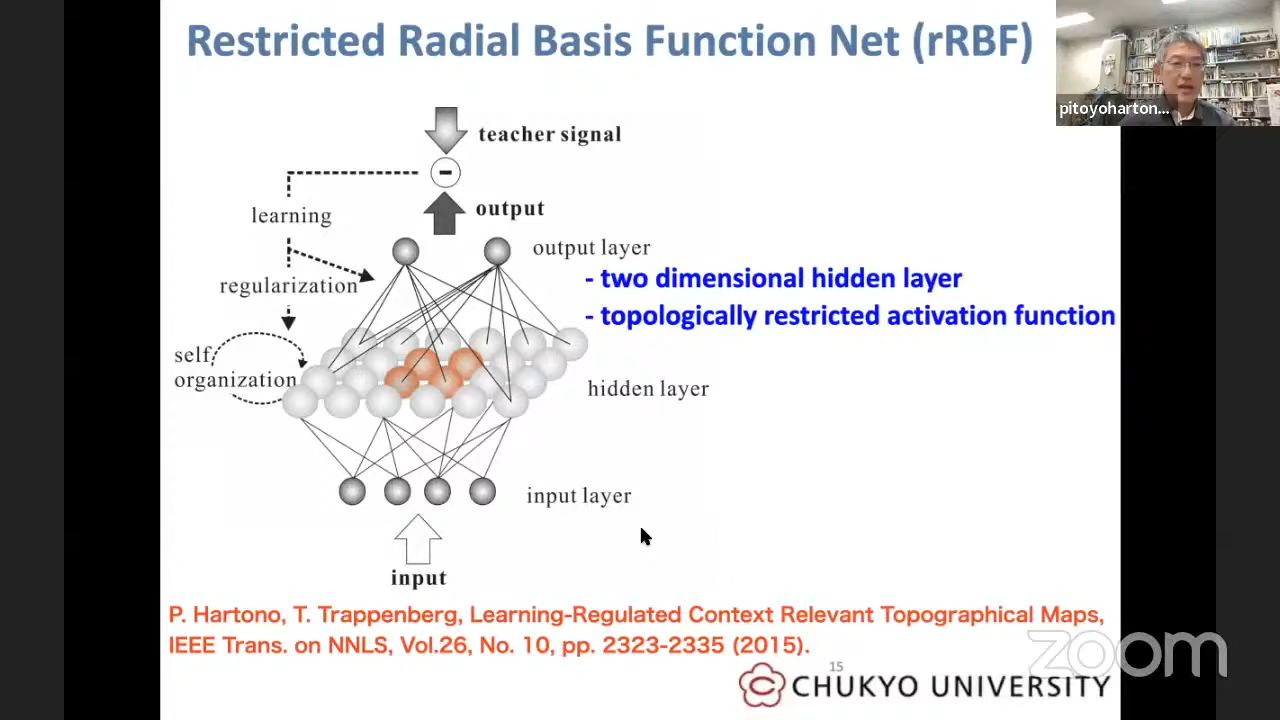 Restricted Radial Basis Function Net (rRBF)
pitoyoharton...
teacher signal
-
learning
output
output layer
- two dimensional hidden layer
regularization
- topologically restricted activation function
self
organization
hidden layer
input layer
input
P. Hartono, T. Trappenberg, Learning-Regulated Context Relevant Topographical Maps,
IEEE Trans. on NNLS, Vol.26, No. 10, pp. 2323-2335 (2015).
zoom
15
CHUKYO UNIVERSITY